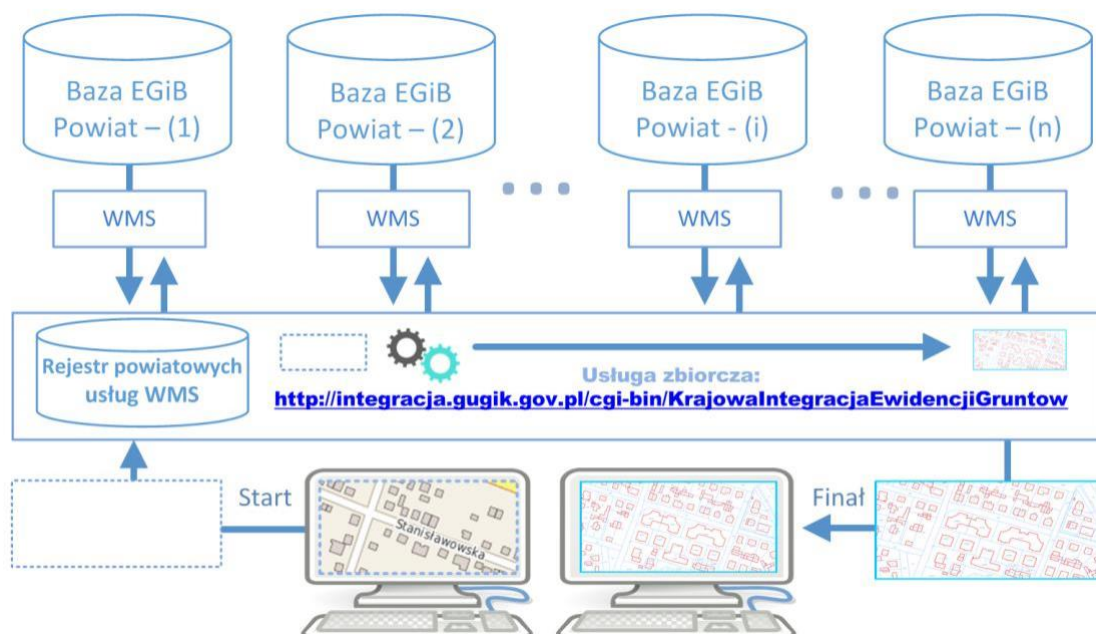 Baza EGiB
Powiat – (1)
Baza EGiB
Powiat – (2)
Baza EGiB
Powiat - (i)
Baza EGiB
Powiat – (n)
WMS
WMS
WMS
WMS
Rejestr powiatowych
usług WMS
Usługa zbiorcza:
http://integracja.gugik.gov.pl/cgi-bin/KrajowaIntegracjaEwidencjiGruntow
Start
Stanisławowska
Finał